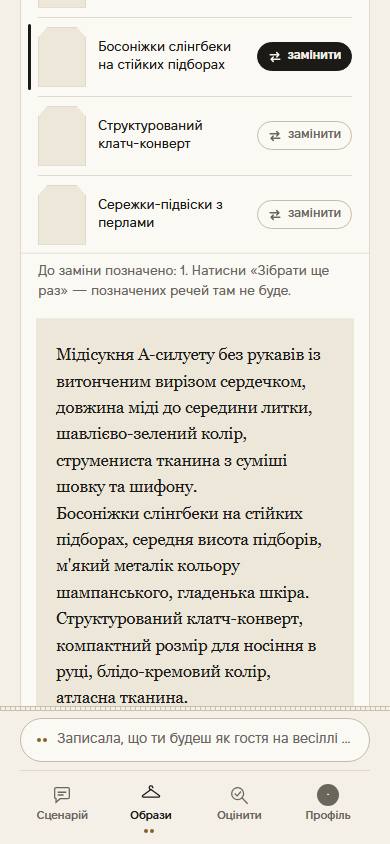 Босоніжки слінгбеки
на стійких підборах
замінити
Структурований
клатч-конверт
замінити
Сережки-підвіски з
перлами
замінити
До заміни позначено: 1. Натисни «Зібрати ще
раз» — позначених речей там не буде.
Мідісукня А-силуету без рукавів із
витонченим вирізом сердечком,
довжина міді до середини литки,
шавлієво-зелений колір,
струмениста тканина з суміші
шовку та шифону.
Босоніжки слінгбеки на стійких
підборах, середня висота підборів,
м'який металік кольору
шампанського, гладенька шкіра.
Структурований клатч-конверт,
компактний розмір для носіння в
руці, блідо-кремовий колір,
атласна тканина.
Записала, що ти будеш як гостя на весіллі ...
Сценарій
Образи
Оцінити
Профіль